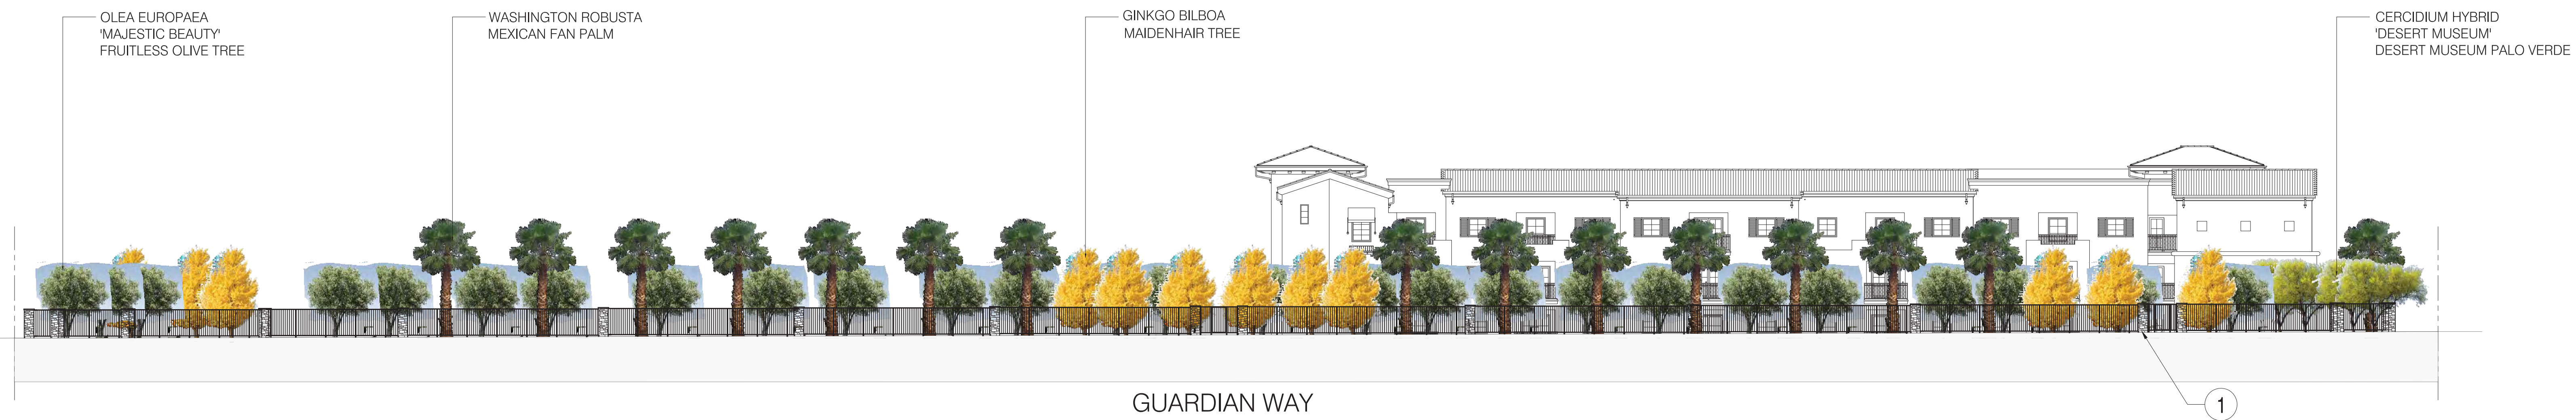 OLEA EUROPAEA
'MAJESTIC BEAUTY'
FRUITLESS OLIVE TREE
WASHINGTON ROBUSTA
MEXICAN FAN PALM
GINKGO BILBOA
MAIDENHAIR TREE
CERCIDIUM HYBRID
'DESERT MUSEUM'
DESERT MUSEUM PALO VERDE
GUARDIAN WAY
1